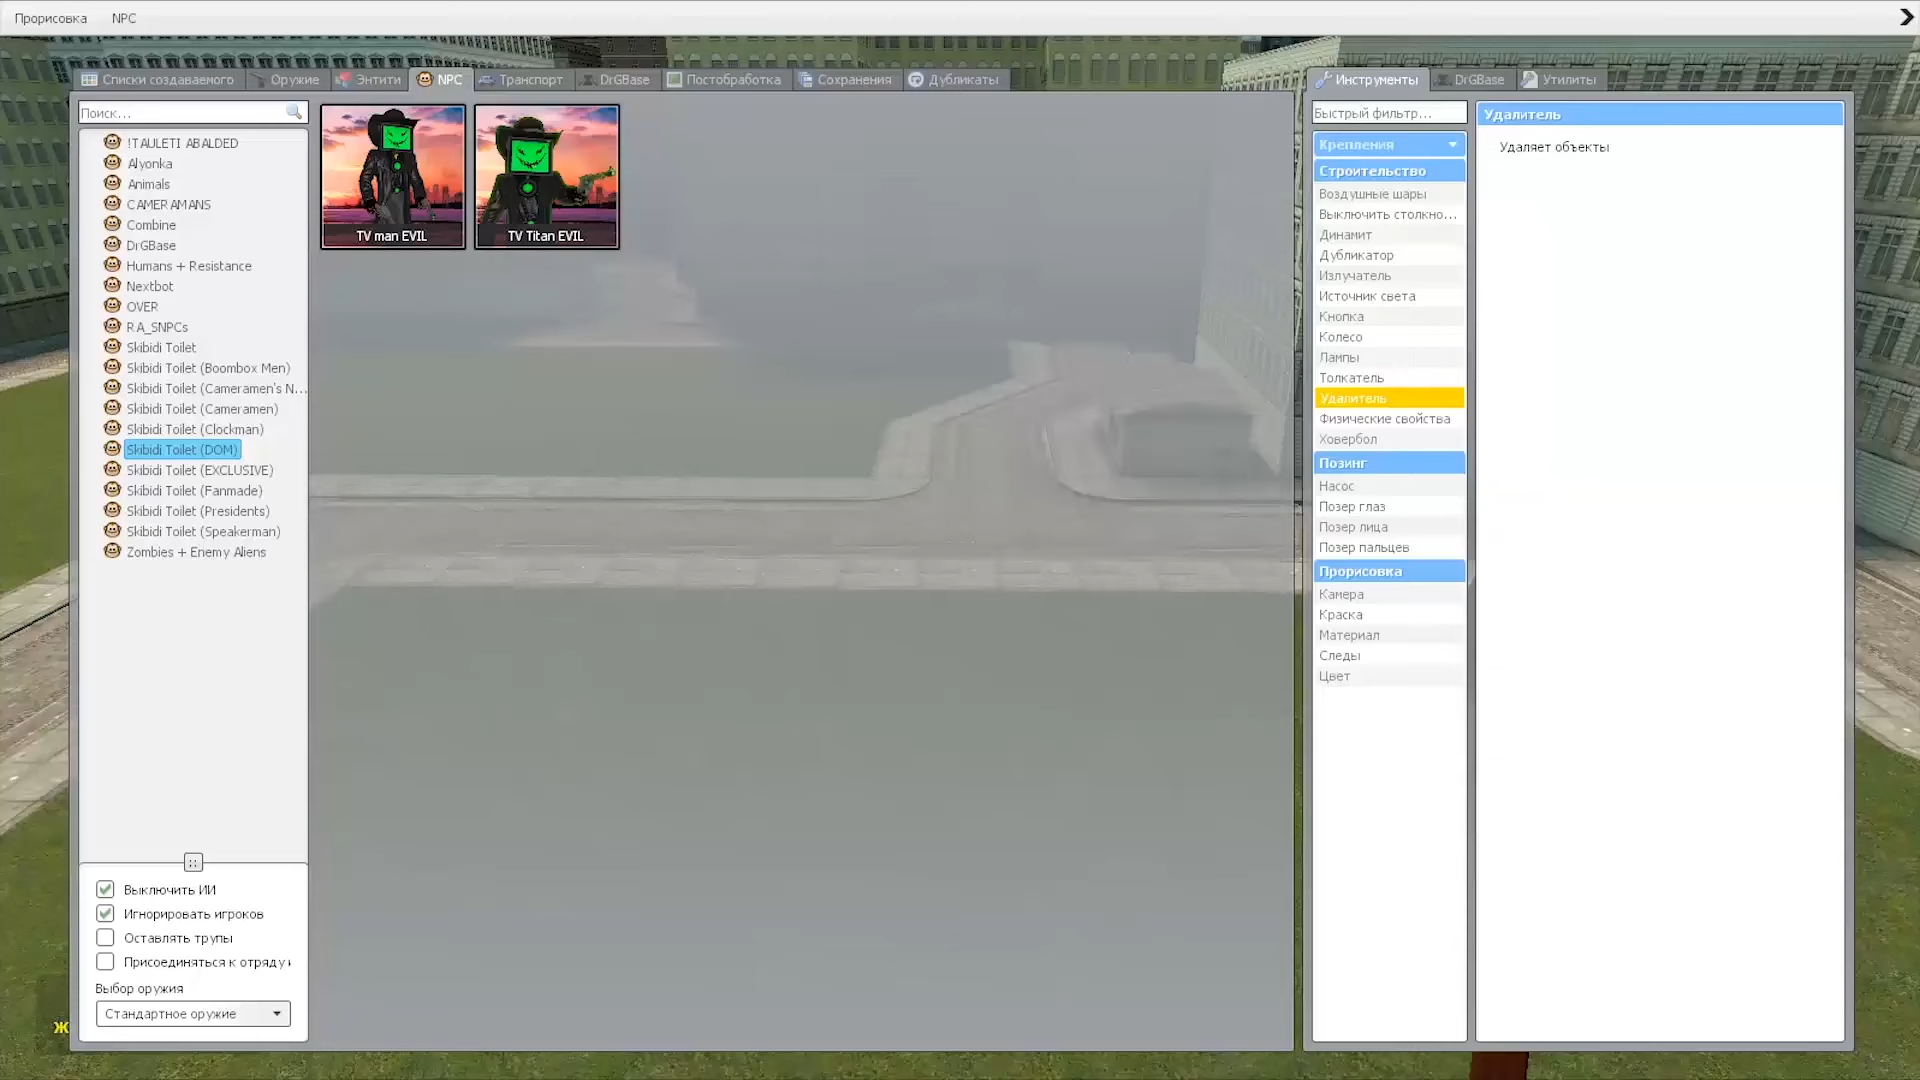 Прорисовка NPC
Списки создаваемого Оружие Энтити NPC Транспорт DrGBase Постобработка Сохранения Дубликаты
Поиск...
!TAULETI ABALDED
Alyonka
Animals
CAMERAMANS
Combine
DrGBase
Humans + Resistance
Nextbot
OVER
RA_SNPCs
Skibidi Toilet
Skibidi Toilet (Boombox Men)
Skibidi Toilet (Cameramen's N...
Skibidi Toilet (Cameramen)
Skibidi Toilet (Clockman)
Skibidi Toilet (DOM)
Skibidi Toilet (EXCLUSIVE)
Skibidi Toilet (Fanmade)
Skibidi Toilet (Presidents)
Skibidi Toilet (Speakerman)
Zombies + Enemy Aliens
Выключить ИИ
Игнорировать игроков
Оставлять трупы
Присоединяться к отряду
Выбор оружия
Стандартное оружие
Ж
TV man EVIL
TV Titan EVIL
Инструменты DrGBase Утилиты
Быстрый фильтр...
Крепления
Строительство
Воздушные шары
Выключить столкно...
Динамит
Дубликатор
Излучатель
Источник света
Кнопка
Колесо
Лампы
Толкатель
Удалитель
Физические свойства
Ховербол
Позинг
Насос
Позер глаз
Позер лица
Позер пальцев
Прорисовка
Камера
Краска
Материал
Следы
Цвет
Удалитель
Удаляет объекты